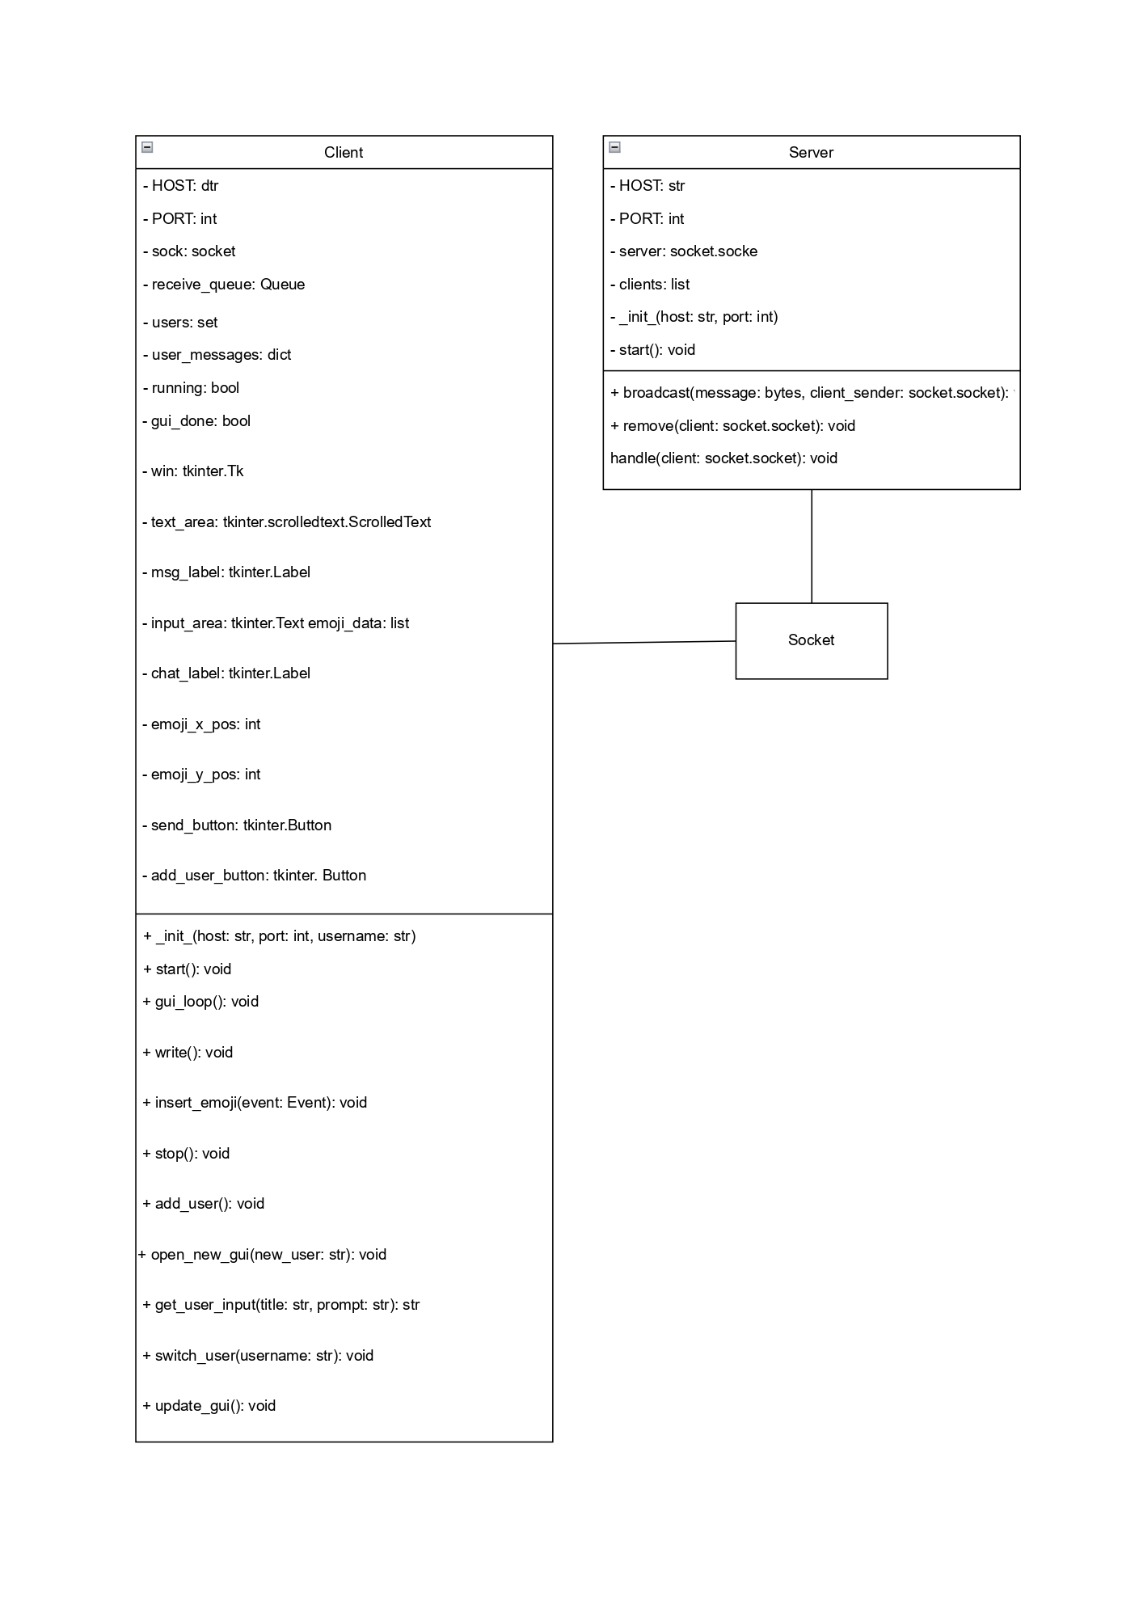 Client
- HOST: dtr
- PORT: int
- sock: socket
- receive_queue: Queue
- users: set
- user_messages: dict
- running: bool
- gui_done: bool
- win: tkinter.Tk
- text_area: tkinter.scrolledtext.ScrolledText
- msg_label: tkinter.Label
- input_area: tkinter.Text emoji_data: list
- chat_label: tkinter.Label
- emoji_x_pos: int
- emoji_y_pos: int
- send_button: tkinter.Button
- add_user_button: tkinter. Button
+ _init_(host: str, port: int, username: str)
+ start(): void
+ gui_loop(): void
+ write(): void
+ insert_emoji(event: Event): void
+ stop(): void
+ add_user(): void
+ open_new_gui(new_user: str): void
+ get_user_input(title: str, prompt: str): str
+ switch_user(username: str): void
+ update_gui(): void
Server
- HOST: str
- PORT: int
- server: socket.socke
- clients: list
- _init_(host: str, port: int)
- start(): void
+ broadcast(message: bytes, client_sender: socket.socket):
+ remove(client: socket.socket): void
handle(client: socket.socket): void
Socket